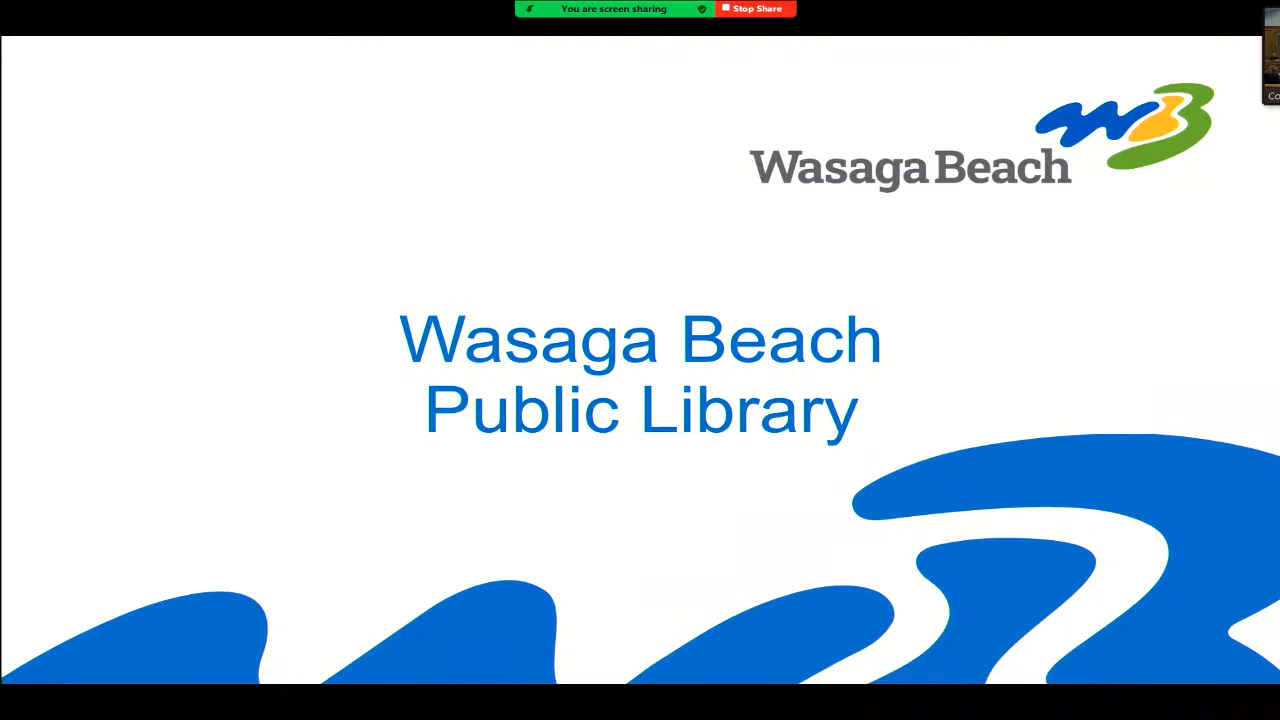 You are screen sharing
Stop Share
Wasaga Beach
Wasaga Beach
Public Library